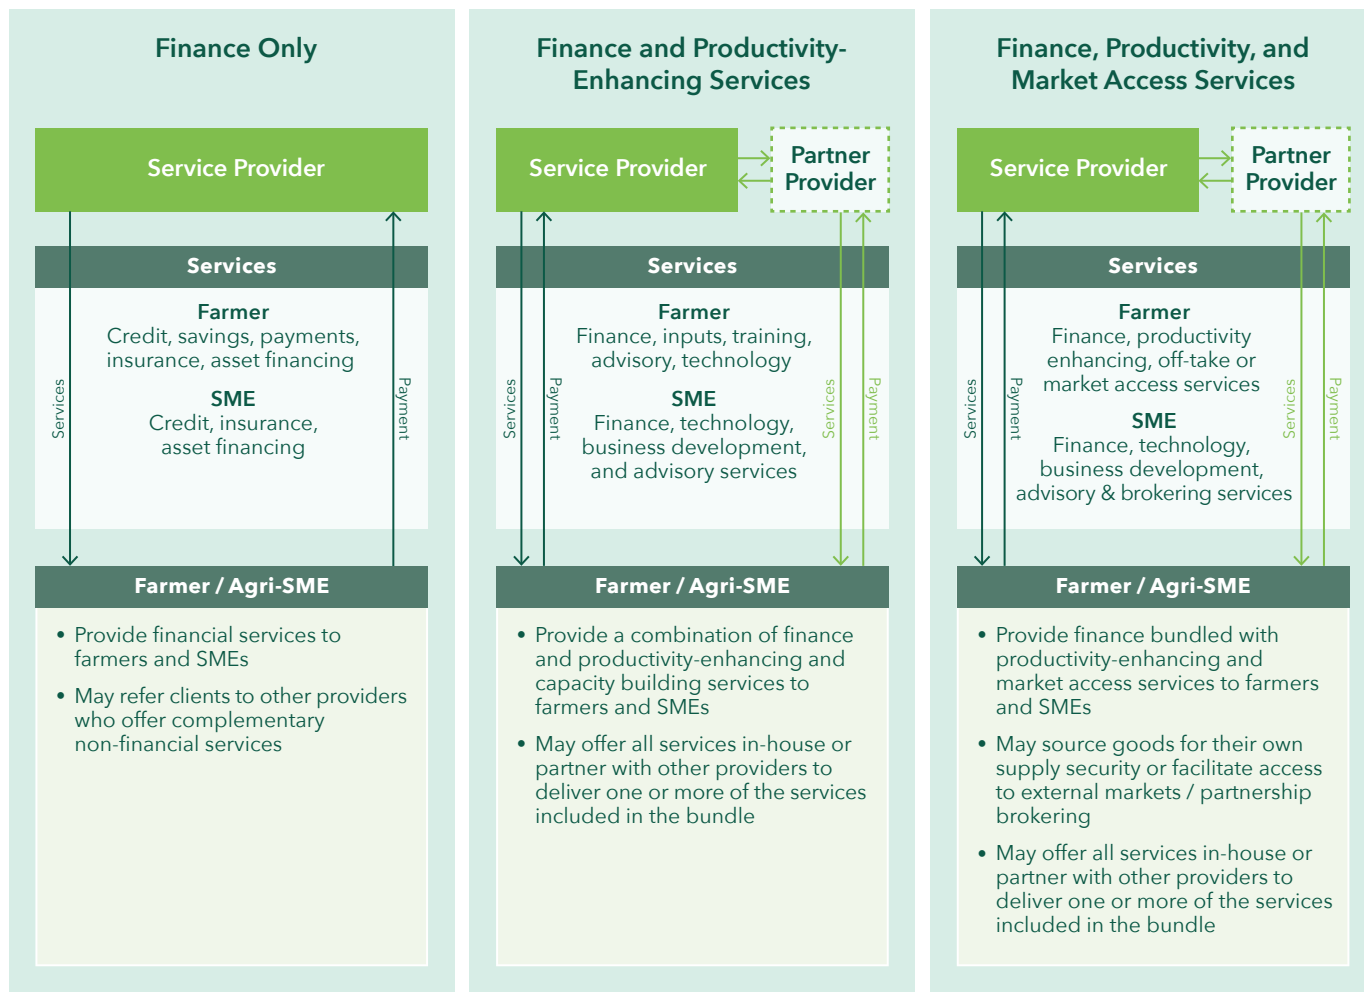 Finance Only
Service Provider
Services
Farmer
Credit, savings, payments,
insurance, asset financing
SME
Credit, insurance,
asset financing
Services
Payment
Farmer / Agri-SME
• Provide financial services to
farmers and SMEs
• May refer clients to other providers
who offer complementary
non-financial services
Finance and Productivity-
Enhancing Services
Service Provider
Partner
Provider
Services
Farmer
Finance, inputs, training,
advisory, technology
SME
Finance, technology,
business development,
and advisory services
Services
Payment
Services
Payment
Farmer / Agri-SME
• Provide a combination of finance
and productivity-enhancing and
capacity building services to
farmers and SMEs
• May offer all services in-house or
partner with other providers to
deliver one or more of the services
included in the bundle
Finance, Productivity, and
Market Access Services
Service Provider
Partner
Provider
Services
Farmer
Finance, productivity
enhancing, off-take or
market access services
SME
Finance, technology,
business development,
advisory & brokering services
Services
Payment
Services
Payment
Farmer / Agri-SME
• Provide finance bundled with
productivity-enhancing and
market access services to farmers
and SMEs
• May source goods for their own
supply security or facilitate access
to external markets / partnership
brokering
• May offer all services in-house or
partner with other providers to
deliver one or more of the services
included in the bundle